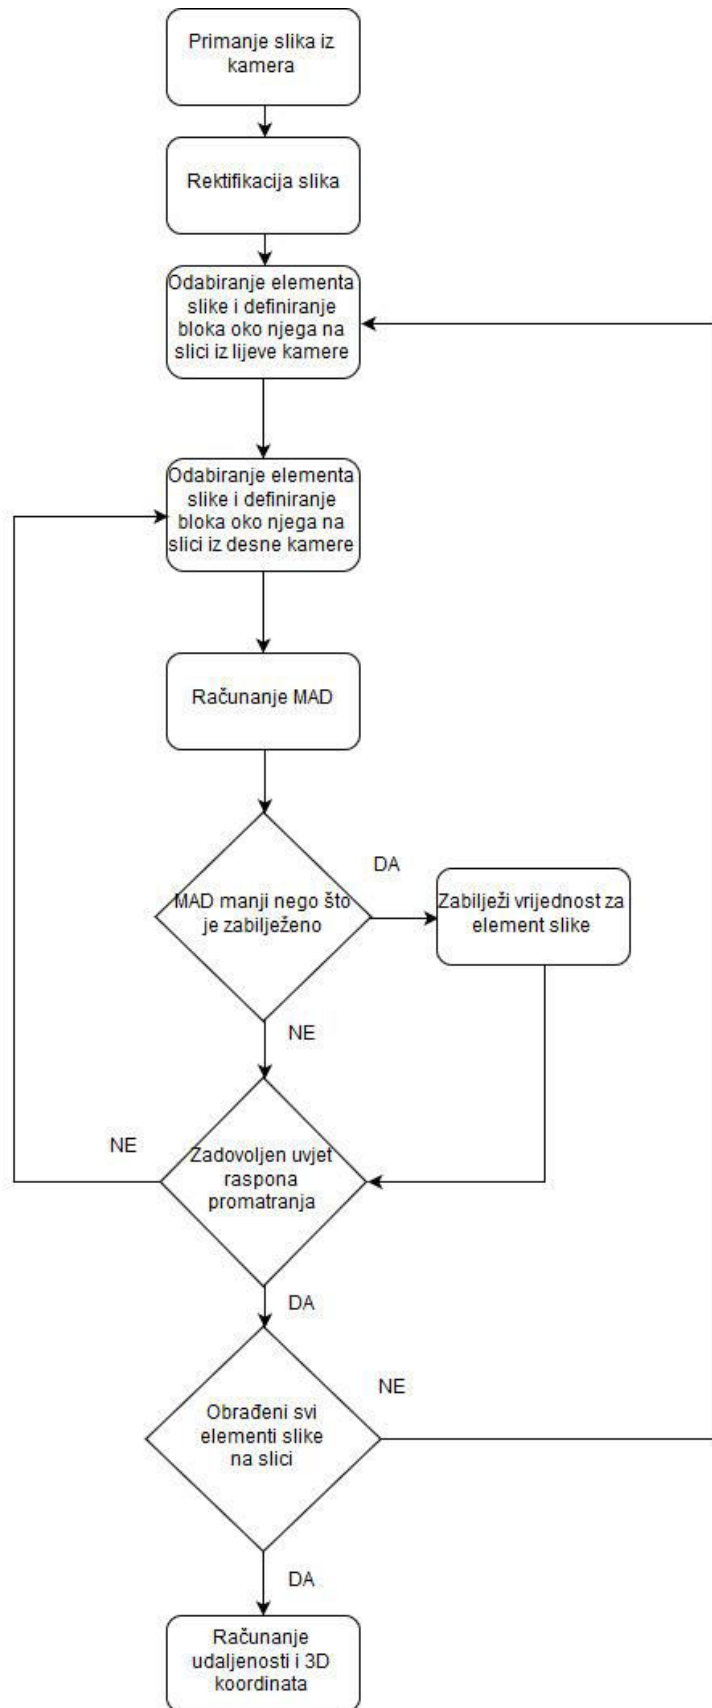 Primanje slika iz
kamera
Rektifikacija slika
Odabiranje elementa
slike i definiranje
bloka oko njega na
slici iz lijeve kamere
Odabiranje elementa
slike i definiranje
bloka oko njega na
slici iz desne kamere
Računanje MAD
MAD manji nego što
je zabilježeno
DA
Zabilježi vrijednost za
element slike
NE
NE
Zadovoljen uvjet
raspona
promatranja
DA
Obrađeni svi
elementi slike
na slici
NE
DA
Računanje
udaljenosti i 3D
koordinata